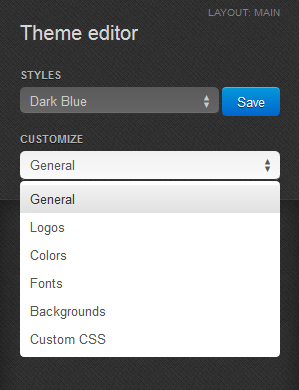 LAYOUT: MAIN
Theme editor
STYLES
Dark Blue
Save
CUSTOMIZE
General
General
Logos
Colors
Fonts
Backgrounds
Custom CSS